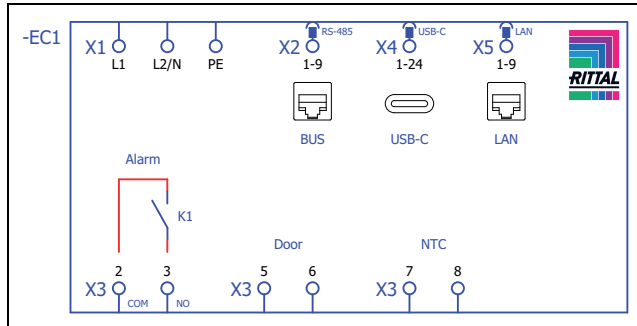 -EC1
X1 L1 L2/N PE
X2 RS-485 1-9
X4 USB-C 1-24
X5 LAN 1-9
RITTAL
BUS USB-C LAN
Alarm
K1
Door NTC
X3 2 COM 3 NO
X3 5 6
X3 7 8